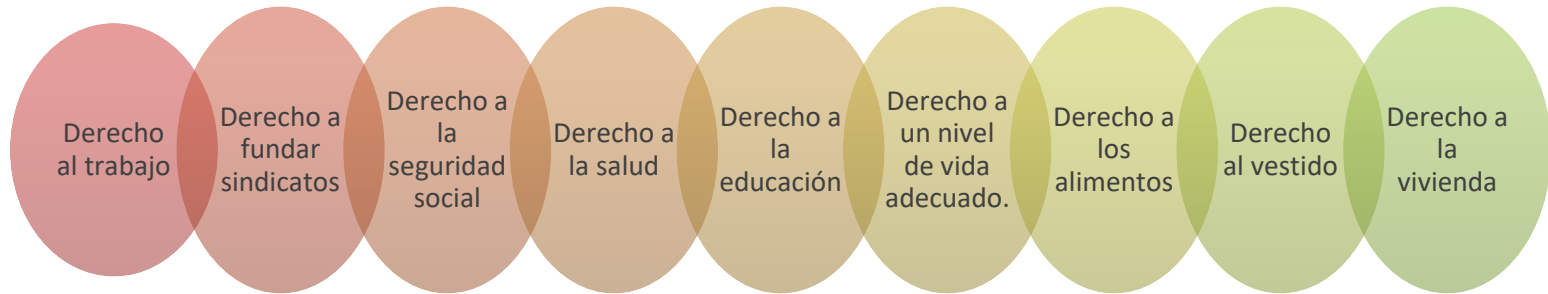 Derecho
al trabajo
Derecho a
fundar
sindicatos
Derecho a
la
seguridad
social
Derecho a
la salud
Derecho a
la
educación
Derecho a
un nivel
de vida
adecuado.
Derecho a
los
alimentos
Derecho
al vestido
Derecho a
la
vivienda